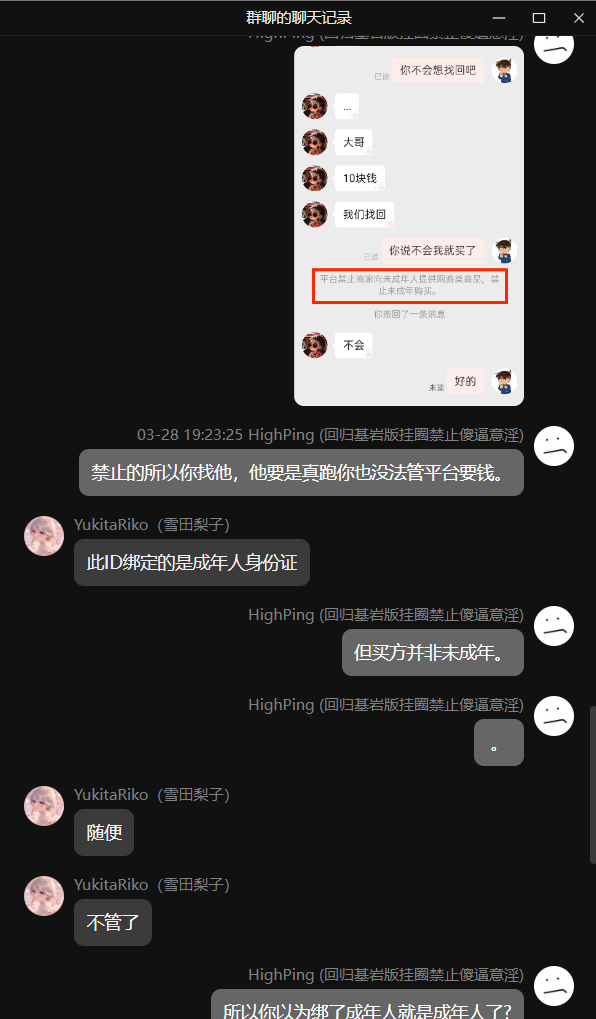 群聊的聊天记录
HighPing (回归基岩版挂圈禁止傻逼意淫)
已读
你不会想找回吧
...
大哥
10块钱
我们找回
已读
你说不会我就买了
平台禁止商家向未成年人提供网游类商品，禁
止未成年购买。
你撤回了一条消息
不会
未读
好的
03-28 19:23:25 HighPing (回归基岩版挂圈禁止傻逼意淫)
禁止的所以你找他，他要是真跑你也没法管平台要钱。
YukitaRiko（雪田梨子）
此ID绑定的是成年人身份证
HighPing (回归基岩版挂圈禁止傻逼意淫)
但买方并非未成年。
HighPing (回归基岩版挂圈禁止傻逼意淫)
。
YukitaRiko（雪田梨子）
随便
YukitaRiko（雪田梨子）
不管了
HighPing (回归基岩版挂圈禁止傻逼意淫)
所以你以为绑了成年人就是成年人了?